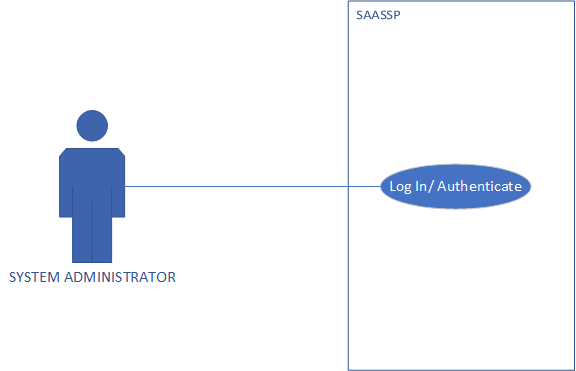 SAASSP
Log In/ Authenticate
SYSTEM ADMINISTRATOR